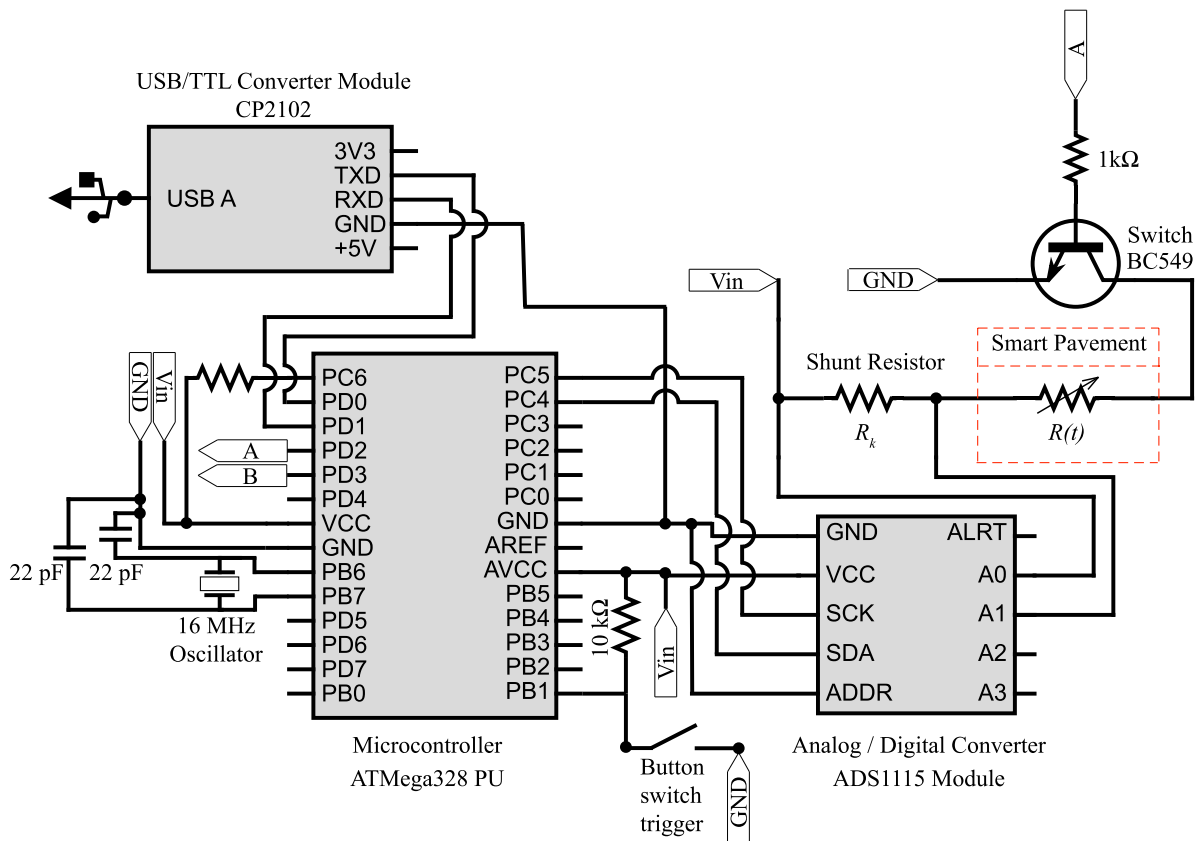 USB/TTL Converter Module
CP2102
USB A
3V3
TXD
RXD
GND
+5V
A
1kΩ
Switch
BC549
GND
Vin
Smart Pavement
Shunt Resistor
Rk
R(t)
GND
Vin
A
B
22 pF
22 pF
16 MHz
Oscillator
PC6
PD0
PD1
PD2
PD3
PD4
VCC
GND
PB6
PB7
PD5
PD6
PD7
PB0
PC5
PC4
PC3
PC2
PC1
PC0
GND
AREF
AVCC
PB5
PB4
PB3
PB2
PB1
Microcontroller
ATMega328 PU
10 kΩ
Vin
Button
switch
trigger
GND
GND
VCC
SCK
SDA
ADDR
ALRT
A0
A1
A2
A3
Analog / Digital Converter
ADS1115 Module